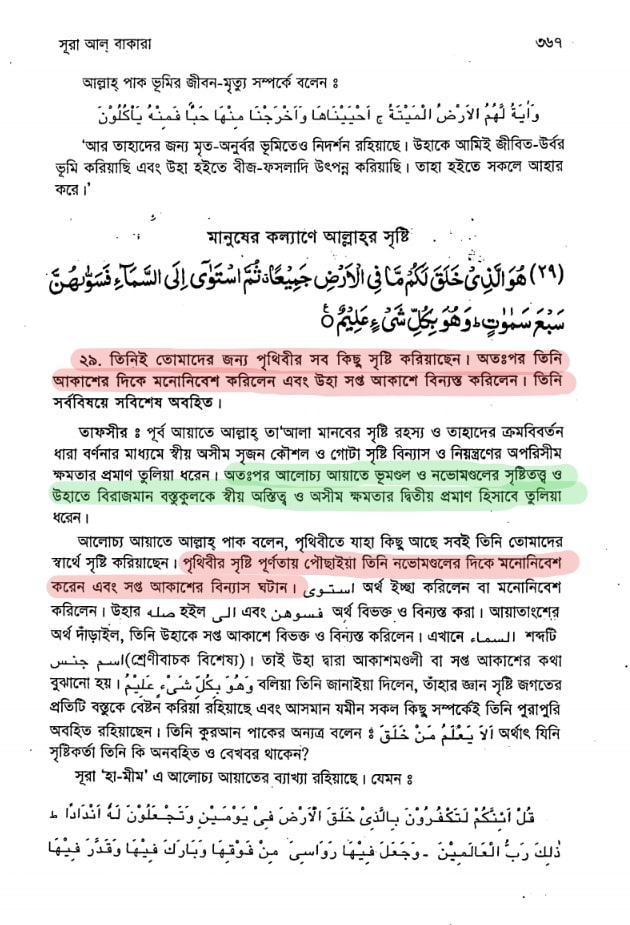 সূরা আল্ বাকারা
৩৬৭
আল্লাহ্ পাক ভূমির জীবন-মৃত্যু সম্পর্কে বলেন ঃ
وَاٰيَةٌ لَّهُمُ الْاَرْضُ الْمَيْتَةُ ج اَحْيَيْنَاهَا وَاَخْرَجْنَا مِنْهَا حَبًّا فَمِنْهُ يَاْكُلُوْنَ
'আর তাহাদের জন্য মৃত-অনুর্বর ভূমিতেও নিদর্শন রহিয়াছে। উহাকে আমিই জীবিত-উর্বর
ভূমি করিয়াছি এবং উহা হইতে বীজ-ফসলাদি উৎপন্ন করিয়াছি। তাহা হইতে সকলে আহার
করে।'
মানুষের কল্যাণে আল্লাহ্‌র সৃষ্টি
(٢٩) هُوَ الَّذِيْ خَلَقَ لَكُمْ مَّا فِي الْاَرْضِ جَمِيْعًا ۚ ثُمَّ اسْتَوٰٓى اِلَى السَّمَآءِ فَسَوّٰىهُنَّ
سَبْعَ سَمٰوٰتٍ ؕ وَهُوَ بِكُلِّ شَيْءٍ عَلِيْمٌ ۠
২৯. তিনিই তোমাদের জন্য পৃথিবীর সব কিছু সৃষ্টি করিয়াছেন। অতঃপর তিনি
আকাশের দিকে মনোনিবেশ করিলেন এবং উহা সপ্ত আকাশে বিন্যস্ত করিলেন। তিনি
সর্ববিষয়ে সবিশেষ অবহিত।
তাফসীর ঃ পূর্ব আয়াতে আল্লাহ্ তা'আলা মানবের সৃষ্টি রহস্য ও তাহাদের ক্রমবিবর্তন
ধারা বর্ণনার মাধ্যমে স্বীয় অসীম সৃজন কৌশল ও গোটা সৃষ্টি বিন্যাস ও নিয়ন্ত্রণের অপরিসীম
ক্ষমতার প্রমাণ তুলিয়া ধরেন। অতঃপর আলোচ্য আয়াতে ভূমণ্ডল ও নভোমণ্ডলের সৃষ্টিতত্ত্ব ও
উহাতে বিরাজমান বস্তুকুলকে স্বীয় অস্তিত্ব ও অসীম ক্ষমতার দ্বিতীয় প্রমাণ হিসাবে তুলিয়া
ধরেন।
আলোচ্য আয়াতে আল্লাহ্ পাক বলেন, পৃথিবীতে যাহা কিছু আছে সবই তিনি তোমাদের
স্বার্থে সৃষ্টি করিয়াছেন। পৃথিবীর সৃষ্টি পূর্ণতায় পৌঁছাইয়া তিনি নভোমণ্ডলের দিকে মনোনিবেশ
করেন এবং সপ্ত আকাশের বিন্যাস ঘটান। استوى অর্থ ইচ্ছা করিলেন বা মনোনিবেশ
করিলেন। উহার صله হইল الى এবং فسوهن অর্থ বিভক্ত ও বিন্যস্ত করা। আয়াতাংশের
অর্থ দাঁড়াইল, তিনি উহাকে সপ্ত আকাশে বিভক্ত ও বিন্যস্ত করিলেন। এখানে السماء শব্দটি
اسم جنس (শ্রেণীবাচক বিশেষ্য)। তাই উহা দ্বারা আকাশমণ্ডলী বা সপ্ত আকাশের কথা
বুঝানো হয়। وَهُوَ بِكُلِّ شَىْءٍ عَلِيْمٌ বলিয়া তিনি জানাইয়া দিলেন, তাঁহার জ্ঞান সৃষ্টি জগতের
প্রতিটি বস্তুকে বেষ্টন করিয়া রহিয়াছে এবং আসমান যমীন সকল কিছু সম্পর্কেই তিনি পুরাপুরি
অবহিত রহিয়াছেন। তিনি কুরআন পাকের অন্যত্র বলেন ঃ اَلاَ يَعْلَمُ مَنْ خَلَقَ অর্থাৎ যিনি
সৃষ্টিকর্তা তিনি কি অনবহিত ও বেখবর থাকেন?
সূরা 'হা-মীম' এ আলোচ্য আয়াতের ব্যাখ্যা রহিয়াছে। যেমন ঃ
قُلْ اَئِنَّكُمْ لَتَكْفُرُوْنَ بِالَّذِىْ خَلَقَ الْاَرْضَ فِىْ يَوْمَيْنِ وَتَجْعَلُوْنَ لَهُ اَنْدَادًا ط
ذٰلِكَ رَبُّ الْعَالَمِيْنَ - وَجَعَلَ فِيْهَا رَوَاسِىَ مِنْ فَوْقِهَا وَبَارَكَ فِيْهَا وَقَدَّرَ فِيْهَا